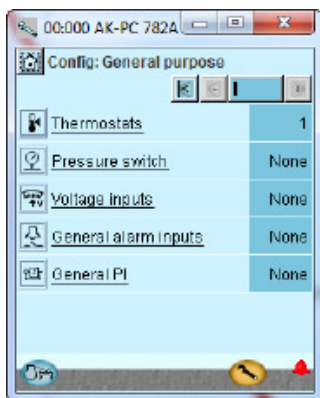 00:000 AK-PC 782A
Config: General purpose
Thermostats 1
Pressure switch None
Voltage inputs None
General alarm inputs None
General PI None